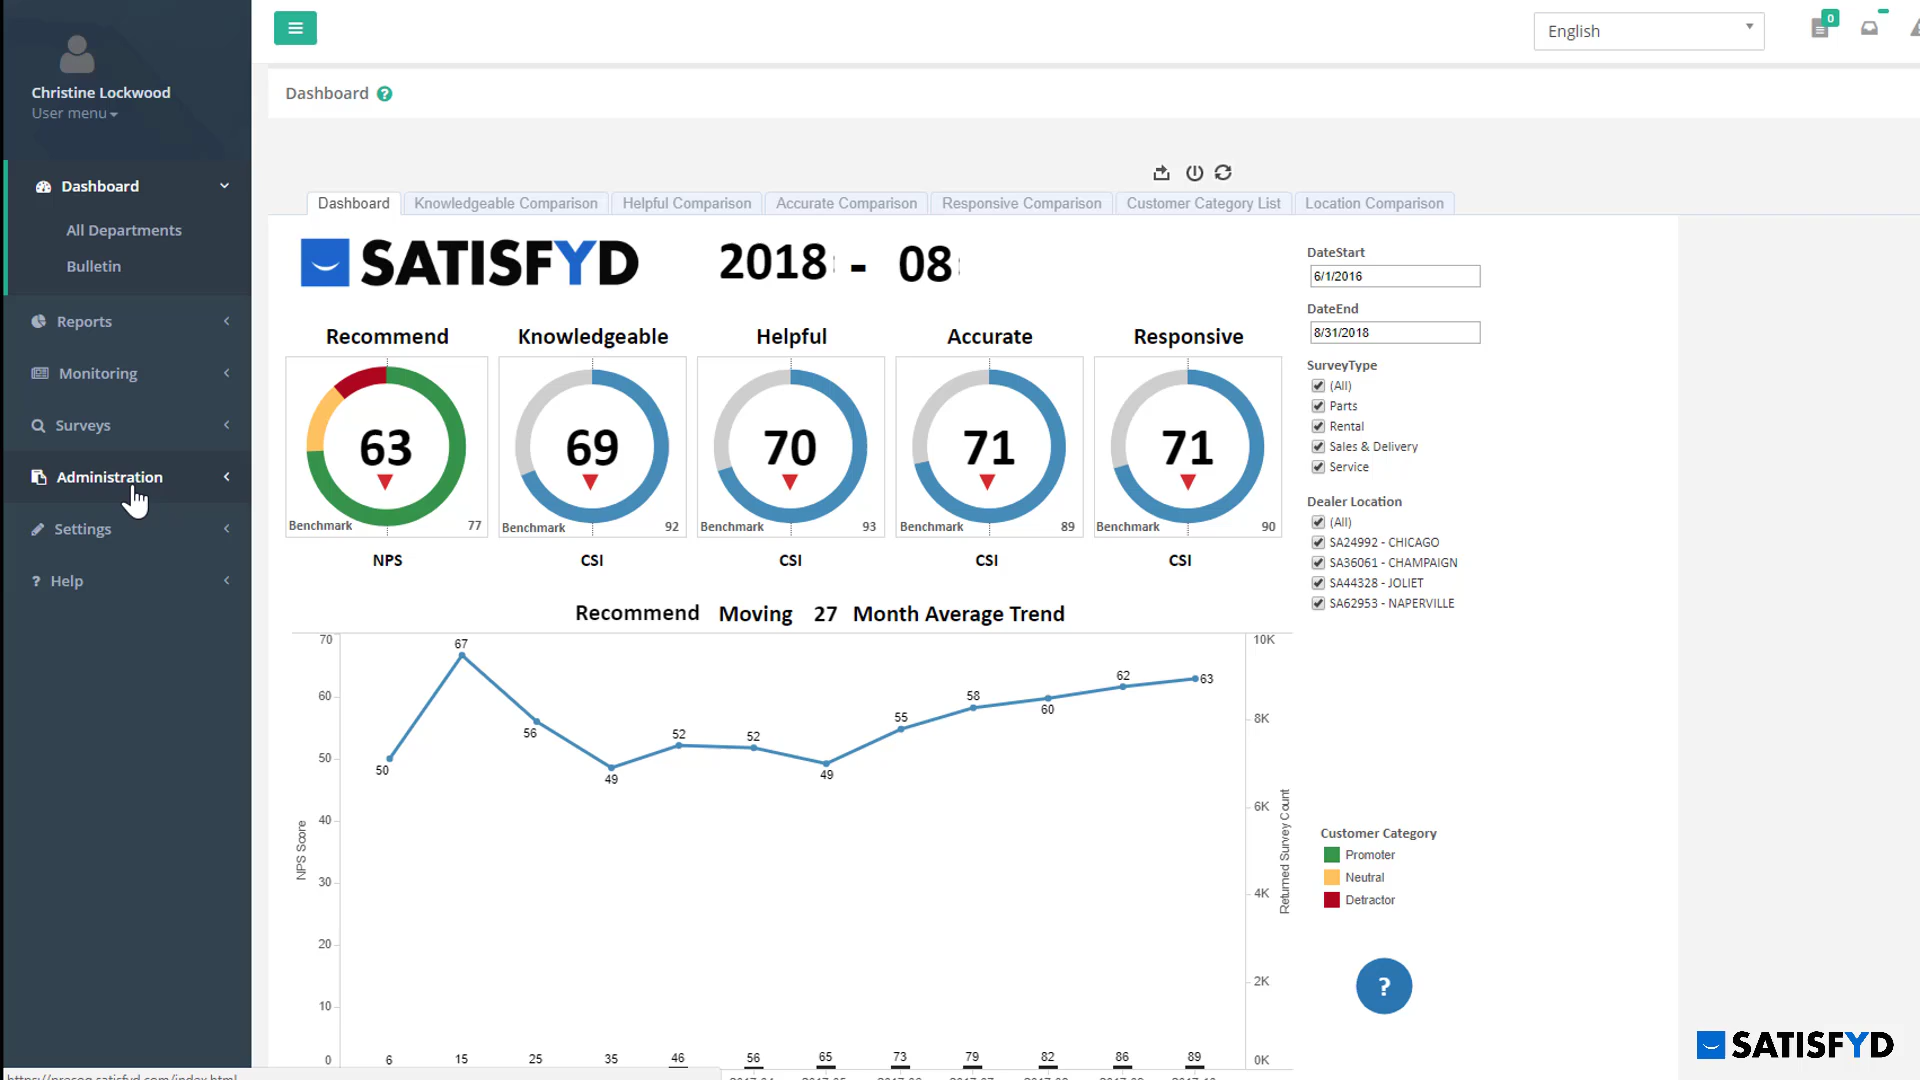 Christine Lockwood
User menu
Dashboard
All Departments
Bulletin
Reports
Monitoring
Surveys
Administration
Settings
? Help
English
0
Dashboard ?
Dashboard
Knowledgeable Comparison
Helpful Comparison
Accurate Comparison
Responsive Comparison
Customer Category List
Location Comparison
SATISFYD
2018 - 08
DateStart
6/1/2016
DateEnd
8/31/2018
SurveyType
(All)
Parts
Rental
Sales & Delivery
Service
Dealer Location
(All)
SA24992 - CHICAGO
SA36061 - CHAMPAIGN
SA44328 - JOLIET
SA62953 - NAPERVILLE
Recommend
63
Benchmark 77
NPS
Knowledgeable
69
Benchmark 92
CSI
Helpful
70
Benchmark 93
CSI
Accurate
71
Benchmark 89
CSI
Responsive
71
Benchmark 90
CSI
Recommend Moving 27 Month Average Trend
NPS Score
70
60
50
40
30
20
10
0
50
67
56
49
52
52
49
55
58
60
62
63
6 15 25 35 46 56 65 73 79 82 86 89
10K
8K
6K
4K
2K
0K
Returned Survey Count
Customer Category
Promoter
Neutral
Detractor
?
SATISFYD